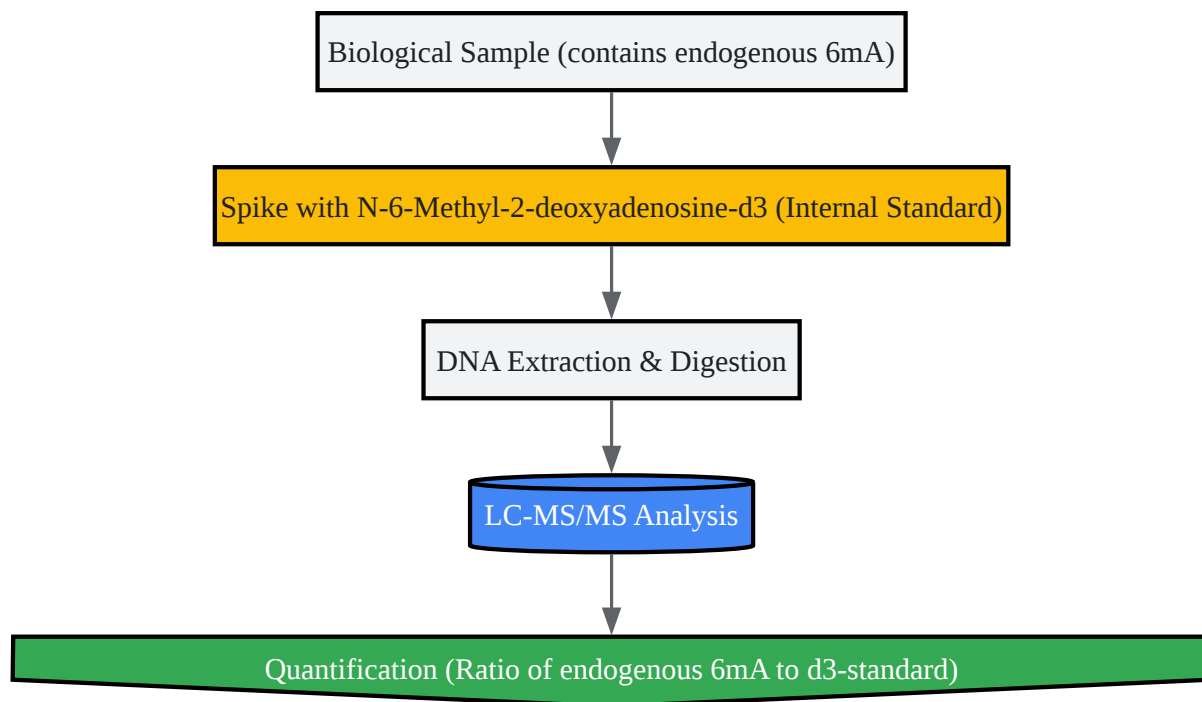 Biological Sample (contains endogenous 6mA)
Spike with N-6-Methyl-2-deoxyadenosine-d3 (Internal Standard)
DNA Extraction & Digestion
LC-MS/MS Analysis
Quantification (Ratio of endogenous 6mA to d3-standard)